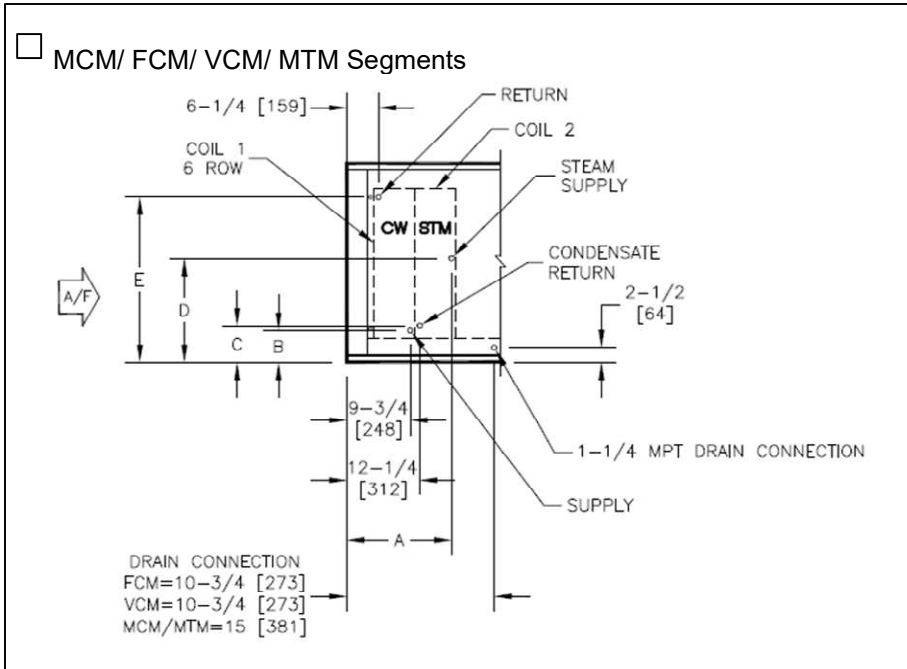 MCM/ FCM/ VCM/ MTM Segments
6-1/4 [159]
RETURN
COIL 2
COIL 1
6 ROW
STEAM
SUPPLY
CW
STM
CONDENSATE
RETURN
E
A/F
D
2-1/2
[64]
C
B
9-3/4
[248]
1-1/4 MPT DRAIN CONNECTION
12-1/4
[312]
SUPPLY
A
DRAIN CONNECTION
FCM=10-3/4 [273]
VCM=10-3/4 [273]
MCM/MTM=15 [381]